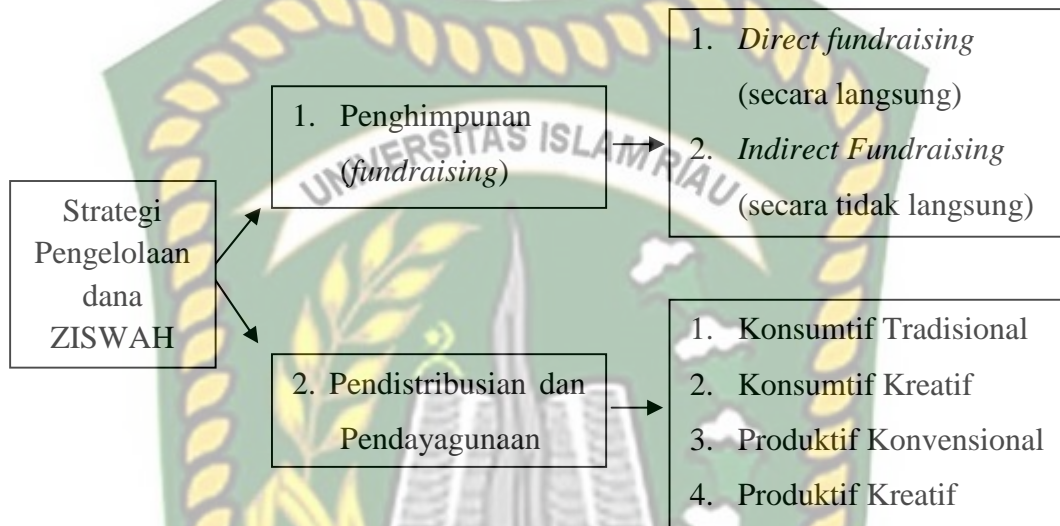 Strategi
Pengelolaan
dana
ZISWAH
1. Penghimpunan
(fundraising)
2. Pendistribusian dan
Pendayagunaan
1. Direct fundraising
(secara langsung)
2. Indirect Fundraising
(secara tidak langsung)
1. Konsumtif Tradisional
2. Konsumtif Kreatif
3. Produktif Konvensional
4. Produktif Kreatif
UNIVERSITAS ISLAM RIAU